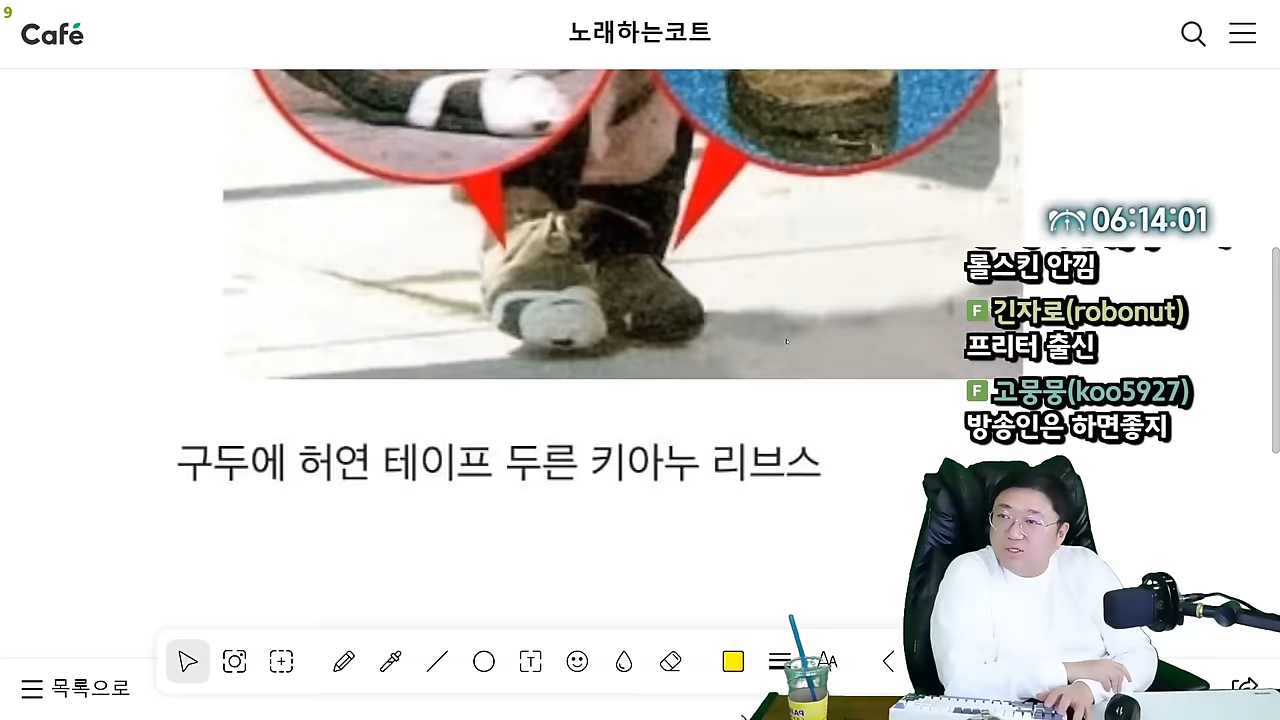 9
Café
노래하는코트
06:14:01
롤스킨 안낌
F 긴자로(robonut)
프리터 출신
F 고뭉뭉(koo5927)
방송인은 하면좋지
구두에 허연 테이프 두른 키아누 리브스
T
AA
목록으로